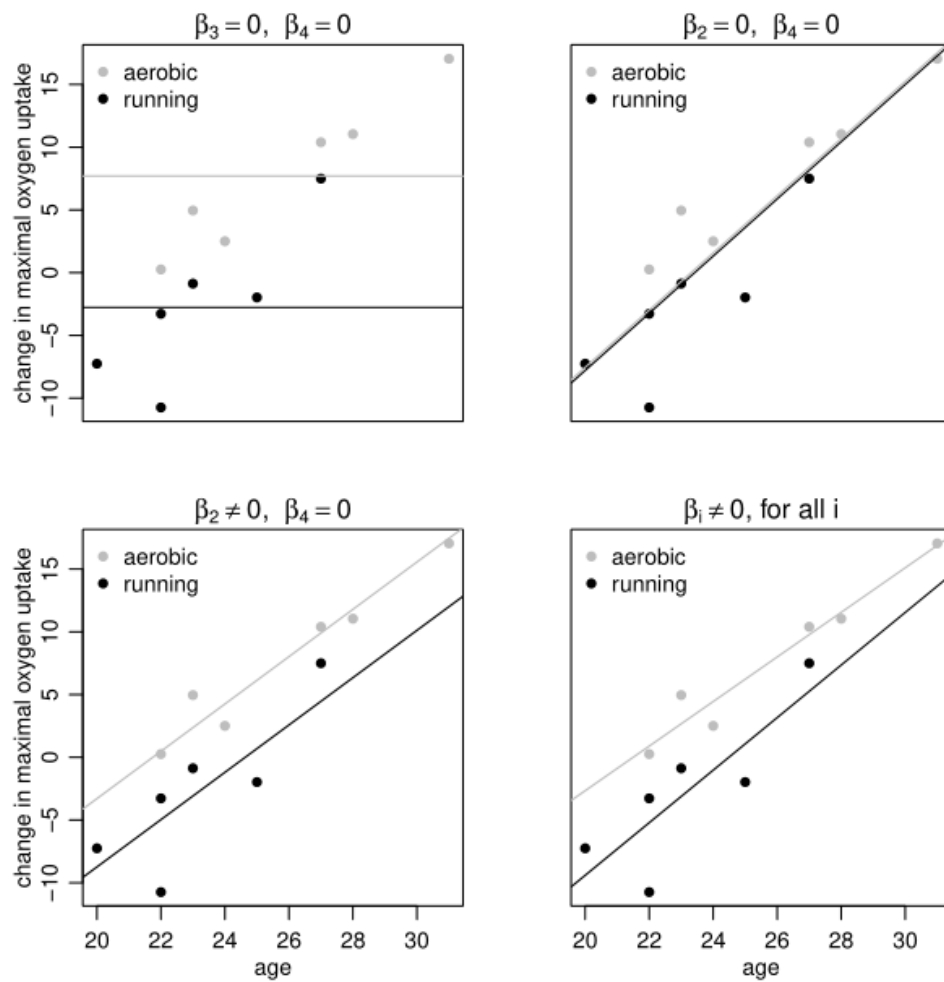 β3 = 0, β4 = 0
aerobic
running
change in maximal oxygen uptake
15
10
5
0
−5
−10
β2 = 0, β4 = 0
aerobic
running
β2 ≠ 0, β4 = 0
aerobic
running
change in maximal oxygen uptake
15
10
5
0
−5
−10
20 22 24 26 28 30
age
βi ≠ 0, for all i
aerobic
running
20 22 24 26 28 30
age